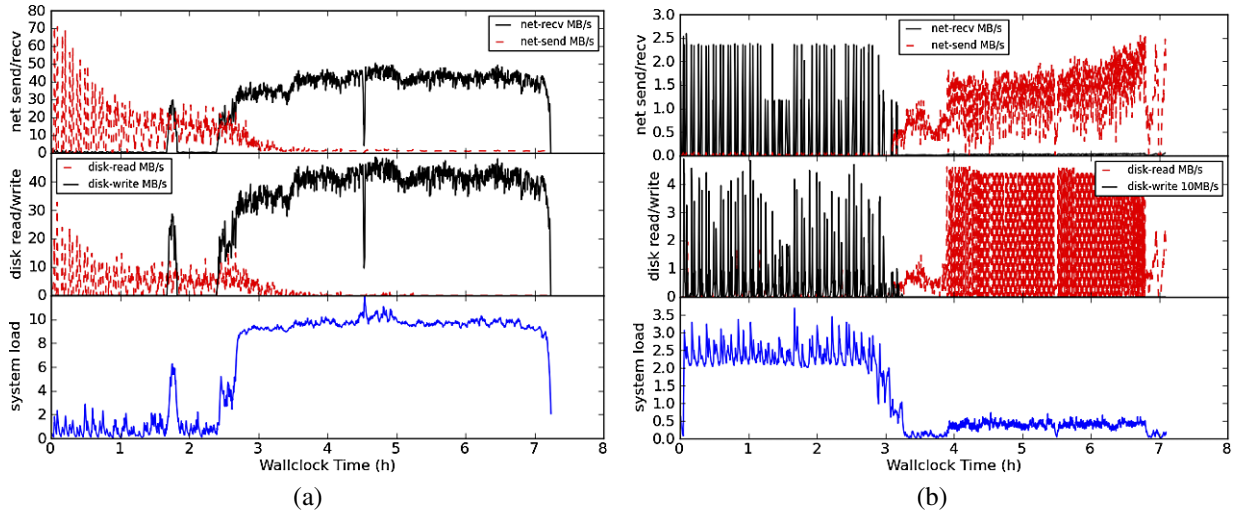 80
70
60
50
40
30
20
10
0
net send/recv
net-recv MB/s
net-send MB/s
40
30
20
10
0
disk read/write
disk-read MB/s
disk-write MB/s
10
8
6
4
2
0
system load
0 1 2 3 4 5 6 7 8
Wallclock Time (h)
(a)
3.0
2.5
2.0
1.5
1.0
0.5
0.0
net send/recv
net-recv MB/s
net-send MB/s
4
3
2
1
0
disk read/write
disk-read MB/s
disk-write 10MB/s
3.5
3.0
2.5
2.0
1.5
1.0
0.5
0.0
system load
0 1 2 3 4 5 6 7 8
Wallclock Time (h)
(b)